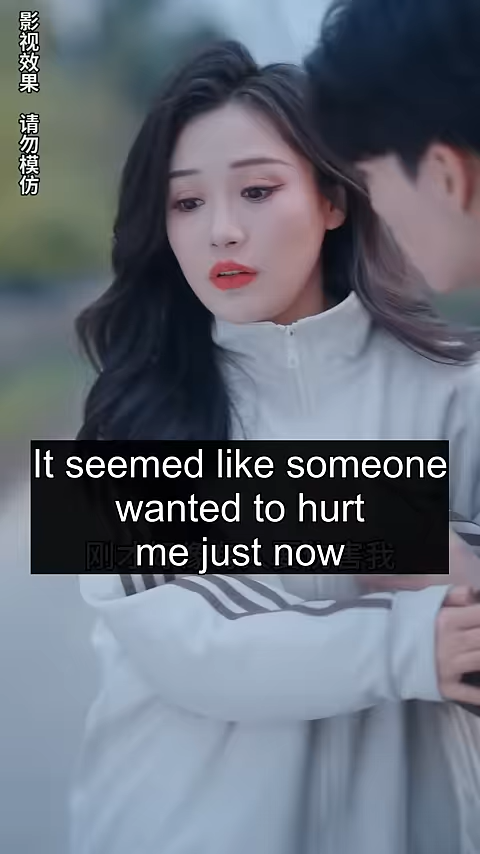 影视效果 请勿模仿
It seemed like someone
wanted to hurt
me just now